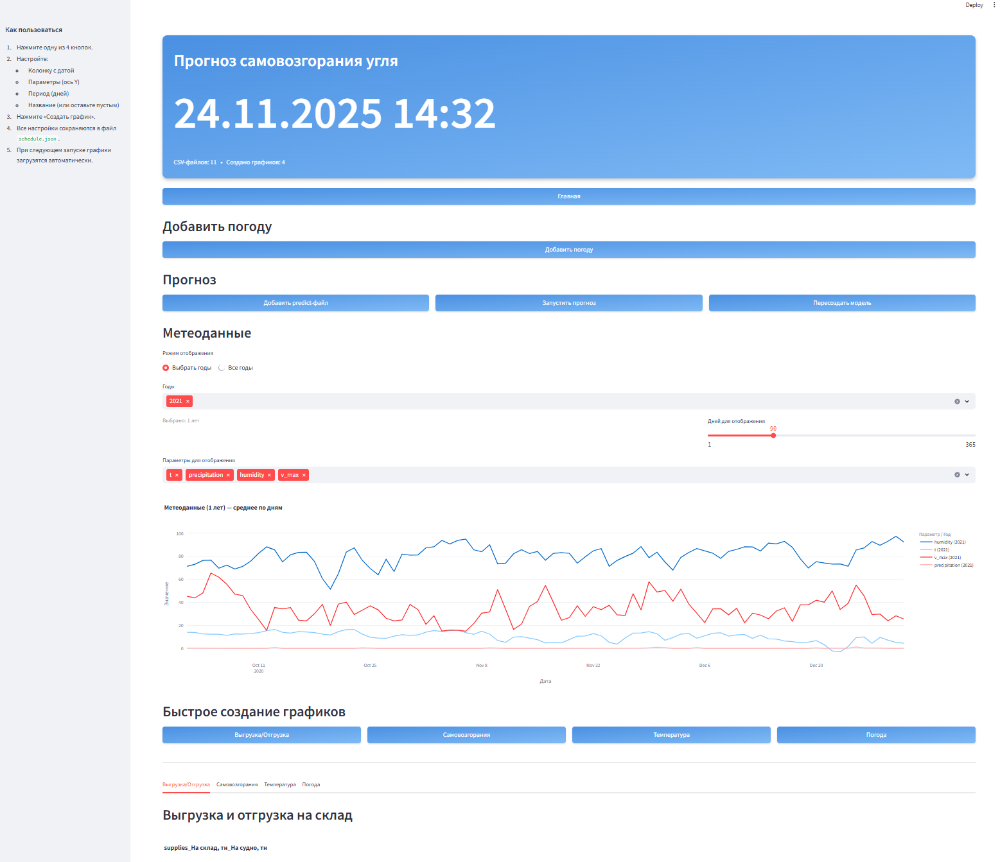 Deploy
Как пользоваться
1. Нажмите одну из 4 кнопок.
2. Настройте:
Колонку с датой
Параметры (ось Y)
Период (дней)
Название (или оставьте пустым)
3. Нажмите «Создать график».
4. Все настройки сохраняются в файл
schedule.json .
5. При следующем запуске графики
загрузятся автоматически.
Прогноз самовозгорания угля
24.11.2025 14:32
CSV-файлов: 11 • Создано графиков: 4
Главная
Добавить погоду
Добавить погоду
Прогноз
Добавить predict-файл
Запустить прогноз
Пересоздать модель
Метеоданные
Режим отображения
Выбрать годы
Все годы
Годы
2021 ×
Выбрано: 1 лет
Дней для отображения
90
1
365
Параметры для отображения
t ×
precipitation ×
humidity ×
v_max ×
Метеоданные (1 лет) — среднее по дням
100
80
60
40
20
0
Значение
Oct 11
2020
Oct 25
Nov 8
Nov 22
Dec 6
Dec 20
Дата
Параметр / Год
humidity (2021)
t (2021)
v_max (2021)
precipitation (2021)
Быстрое создание графиков
Выгрузка/Отгрузка
Самовозгорания
Температура
Погода
Выгрузка/Отгрузка
Самовозгорания
Температура
Погода
Выгрузка и отгрузка на склад
supplies_На склад, тн_На судно, тн